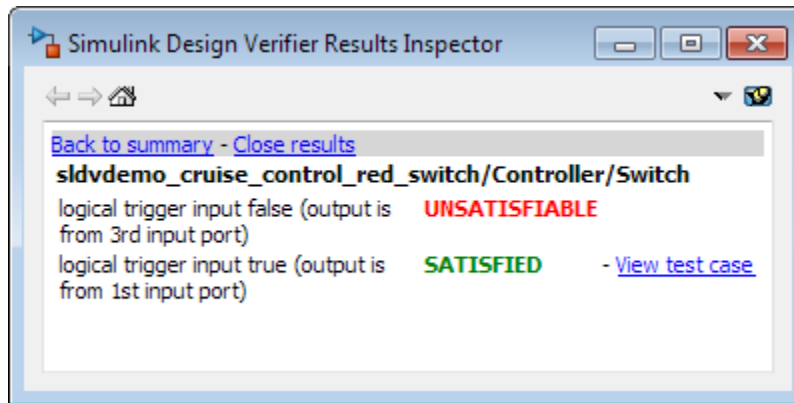 Simulink Design Verifier Results Inspector
Back to summary - Close results
sldvdemo_cruise_control_red_switch/Controller/Switch
logical trigger input false (output is UNSATISFIABLE
from 3rd input port)
logical trigger input true (output is SATISFIED - View test case
from 1st input port)